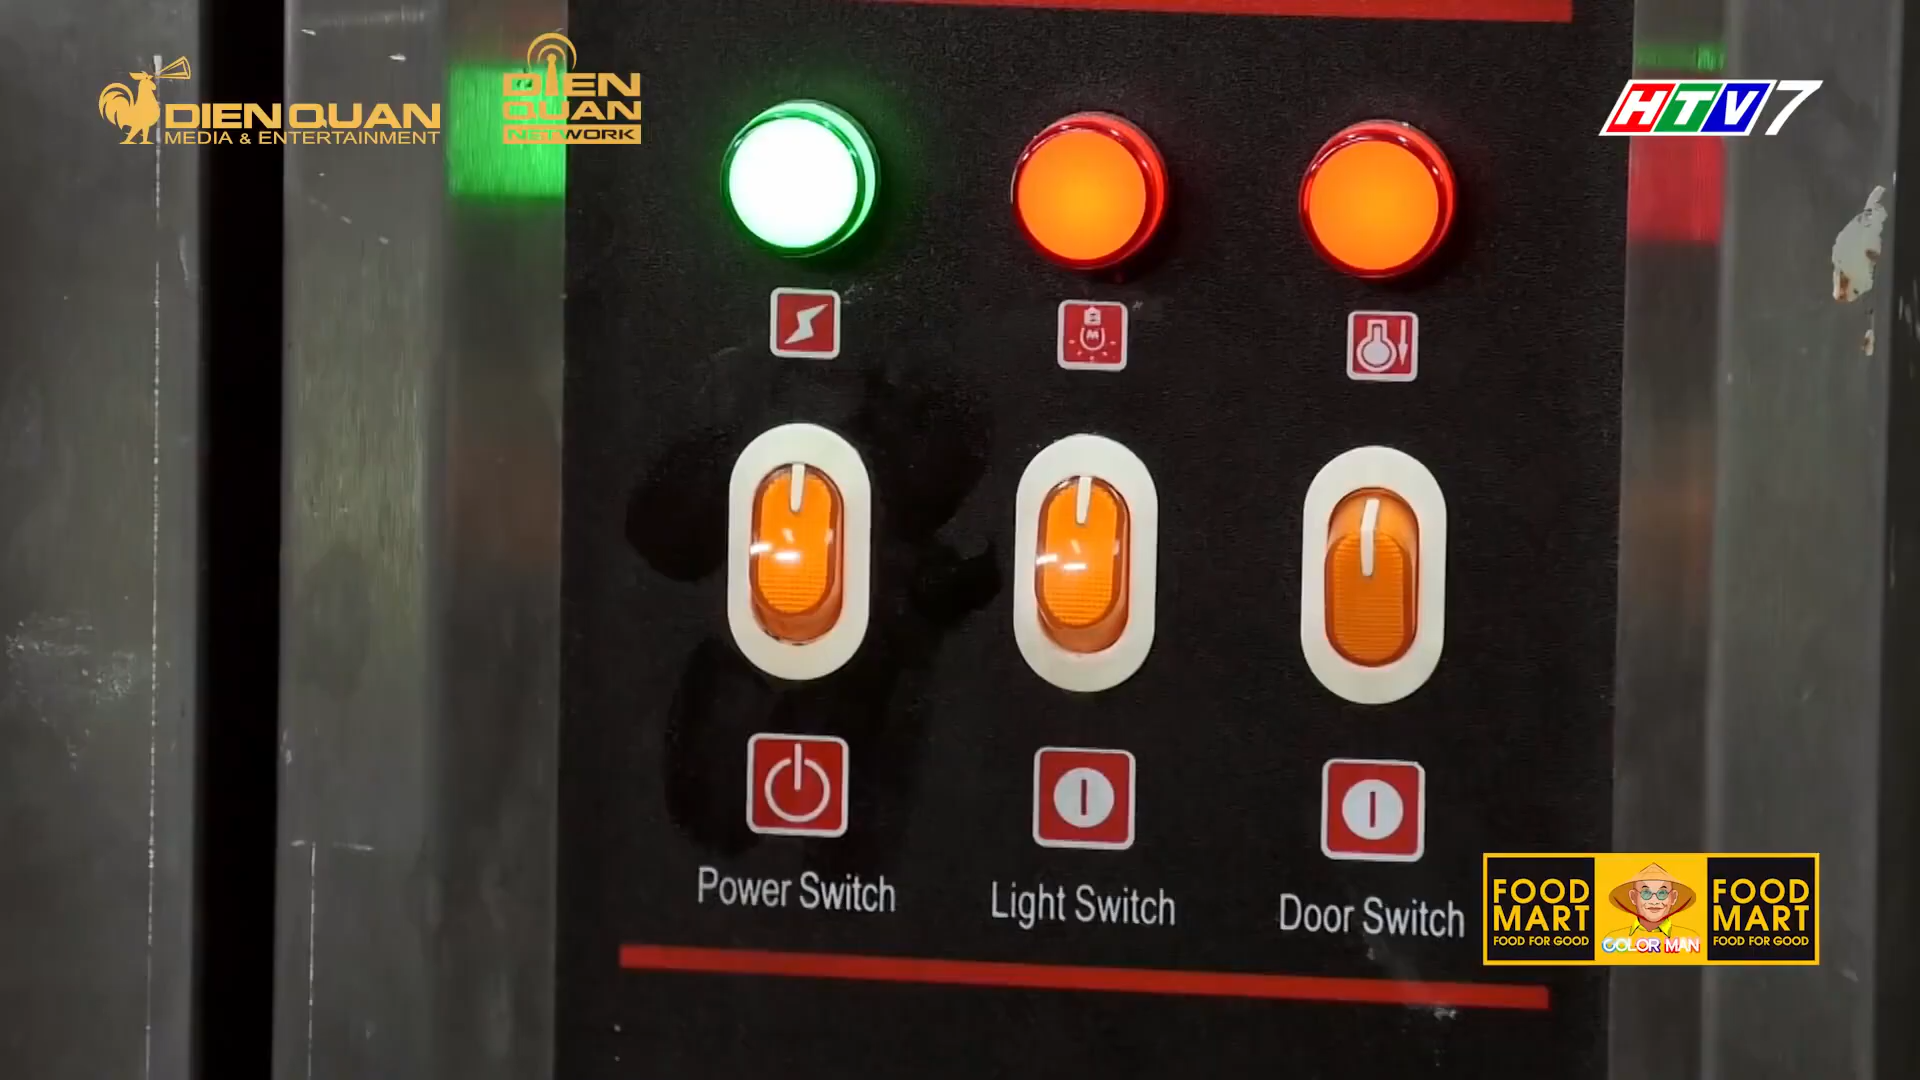 DIEN QUAN
MEDIA & ENTERTAINMENT
DIEN
QUAN
NETWORK
HTV7
Power Switch
Light Switch
Door Switch
FOOD
MART
FOOD FOR GOOD
COLOR MAN
FOOD
MART
FOOD FOR GOOD